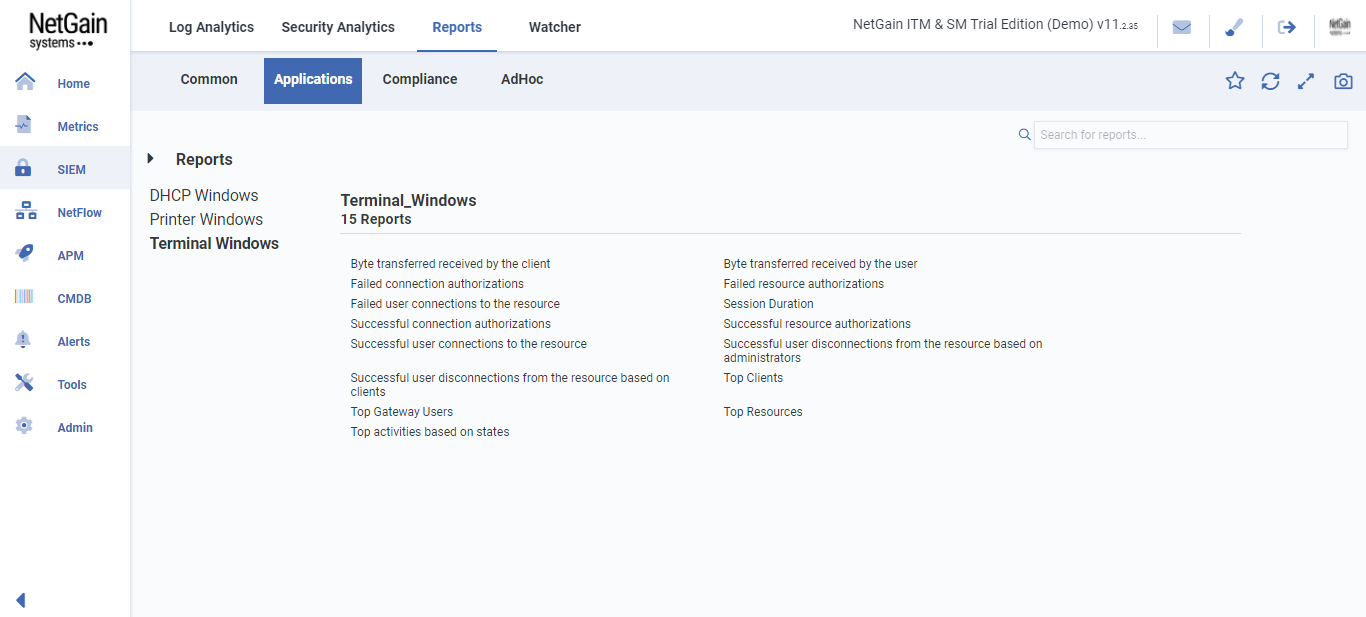 NetGain
systems
Log Analytics
Security Analytics
Reports
Watcher
NetGain ITM & SM Trial Edition (Demo) v11.2.35
NetGain
Home
Metrics
SIEM
NetFlow
APM
CMDB
Alerts
Tools
Admin
Common
Applications
Compliance
AdHoc
Search for reports...
Reports
DHCP Windows
Printer Windows
Terminal Windows
Terminal_Windows
15 Reports
Byte transferred received by the client
Byte transferred received by the user
Failed connection authorizations
Failed resource authorizations
Failed user connections to the resource
Session Duration
Successful connection authorizations
Successful resource authorizations
Successful user connections to the resource
Successful user disconnections from the resource based on
administrators
Successful user disconnections from the resource based on
clients
Top Clients
Top Gateway Users
Top Resources
Top activities based on states